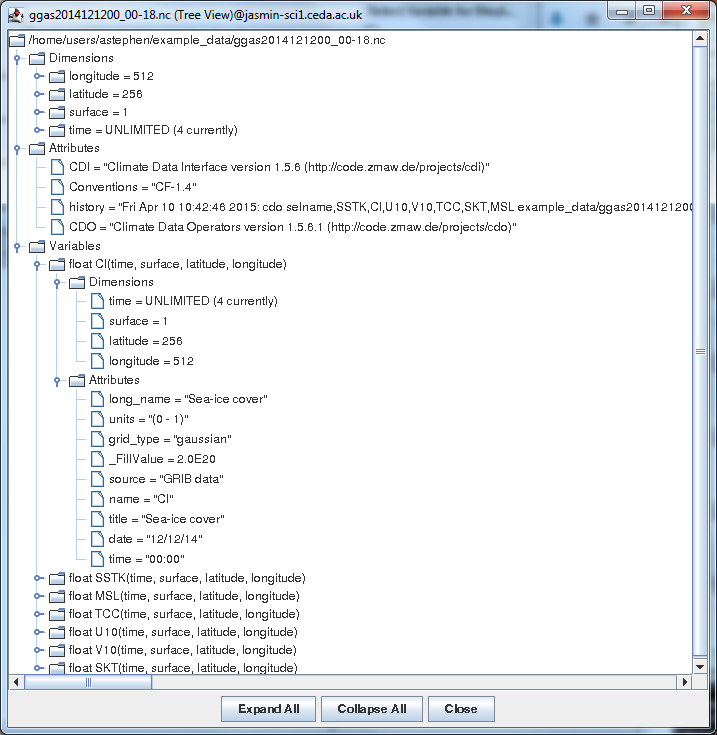 ggas2014121200_00-18.nc (Tree View)@jasmin-sci1.ceda.ac.uk
/home/users/astephen/example_data/ggas2014121200_00-18.nc
Dimensions
longitude = 512
latitude = 256
surface = 1
time = UNLIMITED (4 currently)
Attributes
CDI = "Climate Data Interface version 1.5.6 (http://code.zmaw.de/projects/cdi)"
Conventions = "CF-1.4"
history = "Fri Apr 10 10:42:46 2015: cdo selname,SSTK,CI,U10,V10,TCC,SKT,MSL example_data/ggas2014121200
CDO = "Climate Data Operators version 1.5.6.1 (http://code.zmaw.de/projects/cdo)"
Variables
float CI(time, surface, latitude, longitude)
Dimensions
time = UNLIMITED (4 currently)
surface = 1
latitude = 256
longitude = 512
Attributes
long_name = "Sea-ice cover"
units = "(0 - 1)"
grid_type = "gaussian"
_FillValue = 2.0E20
source = "GRIB data"
name = "CI"
title = "Sea-ice cover"
date = "12/12/14"
time = "00:00"
float SSTK(time, surface, latitude, longitude)
float MSL(time, surface, latitude, longitude)
float TCC(time, surface, latitude, longitude)
float U10(time, surface, latitude, longitude)
float V10(time, surface, latitude, longitude)
float SKT(time, surface, latitude, longitude)
Expand All Collapse All Close